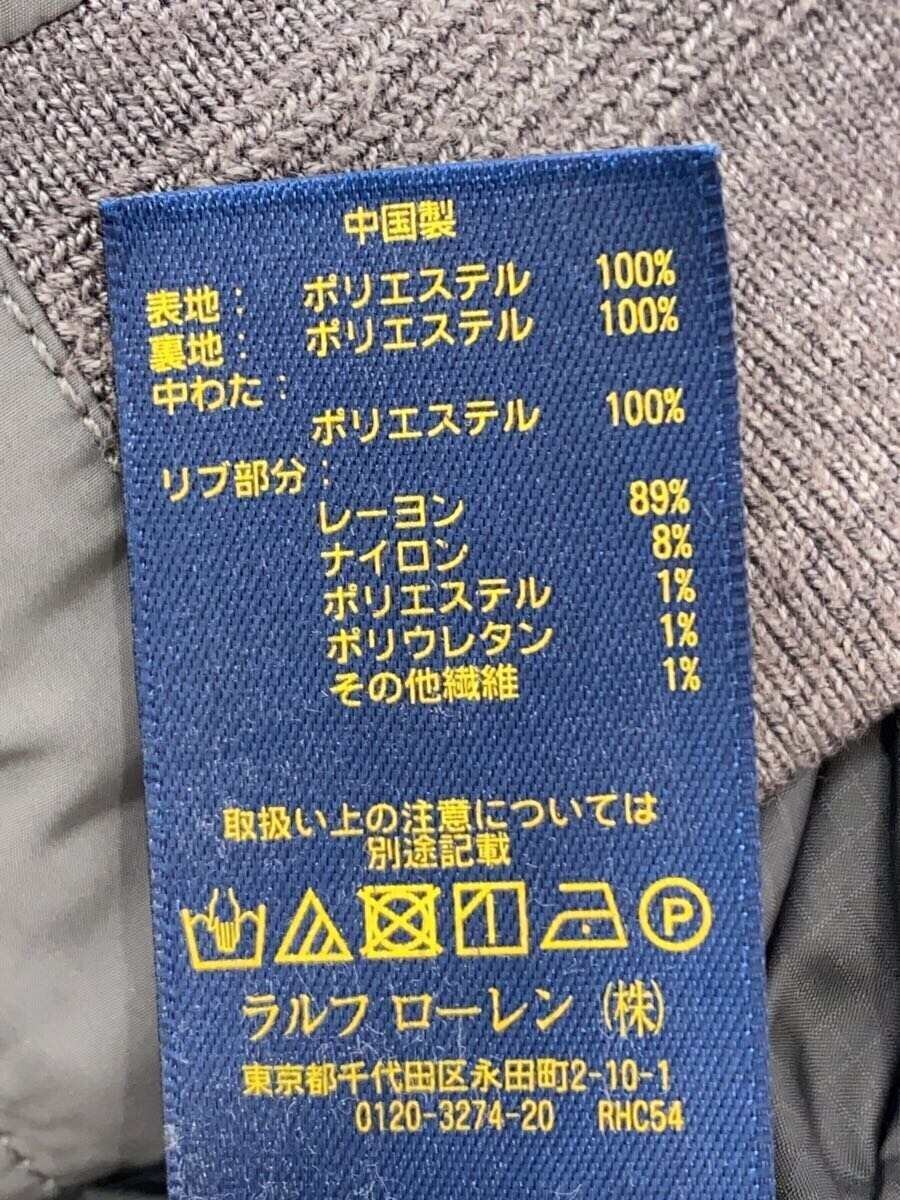 中国製
表地: ポリエステル 100%
裏地: ポリエステル 100%
中わた:
ポリエステル 100%
リブ部分:
レーヨン 89%
ナイロン 8%
ポリエステル 1%
ポリウレタン 1%
その他繊維 1%
取扱い上の注意については
別途記載
P
ラルフ ローレン (株)
東京都千代田区永田町2-10-1
0120-3274-20 RHC54